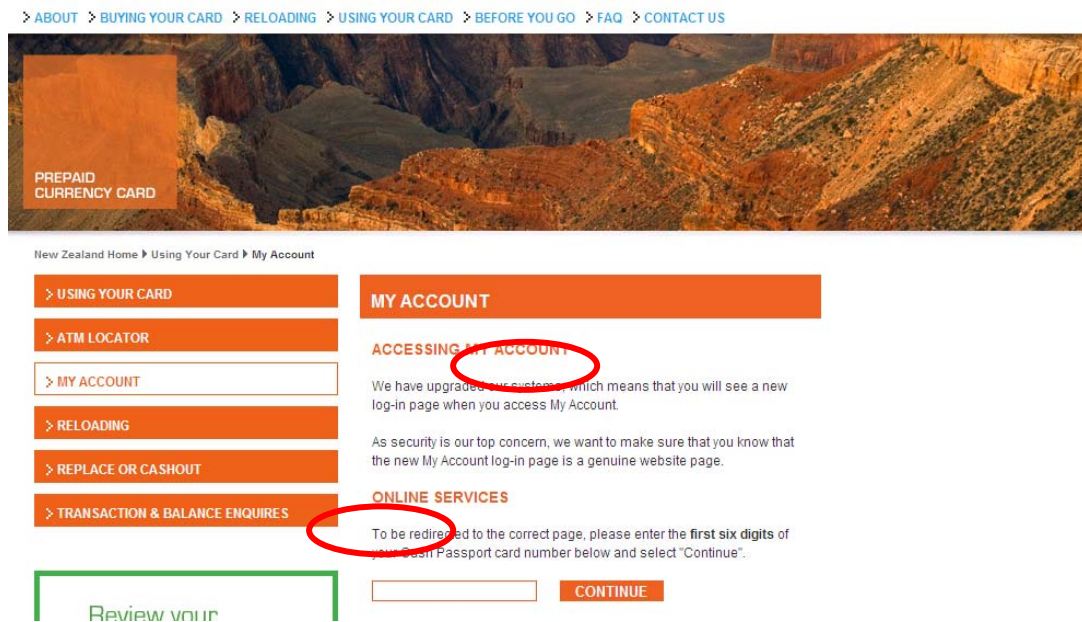 > ABOUT > BUYING YOUR CARD > RELOADING > USING YOUR CARD > BEFORE YOU GO > FAQ > CONTACT US
PREPAID
CURRENCY CARD
New Zealand Home ▶ Using Your Card ▶ My Account
> USING YOUR CARD
> ATM LOCATOR
> MY ACCOUNT
> RELOADING
> REPLACE OR CASHOUT
> TRANSACTION & BALANCE ENQUIRES
Review your
MY ACCOUNT
ACCESSING MY ACCOUNT
We have upgraded our systems, which means that you will see a new
log-in page when you access My Account.
As security is our top concern, we want to make sure that you know that
the new My Account log-in page is a genuine website page.
ONLINE SERVICES
To be redirected to the correct page, please enter the first six digits of
your Cash Passport card number below and select "Continue".
CONTINUE